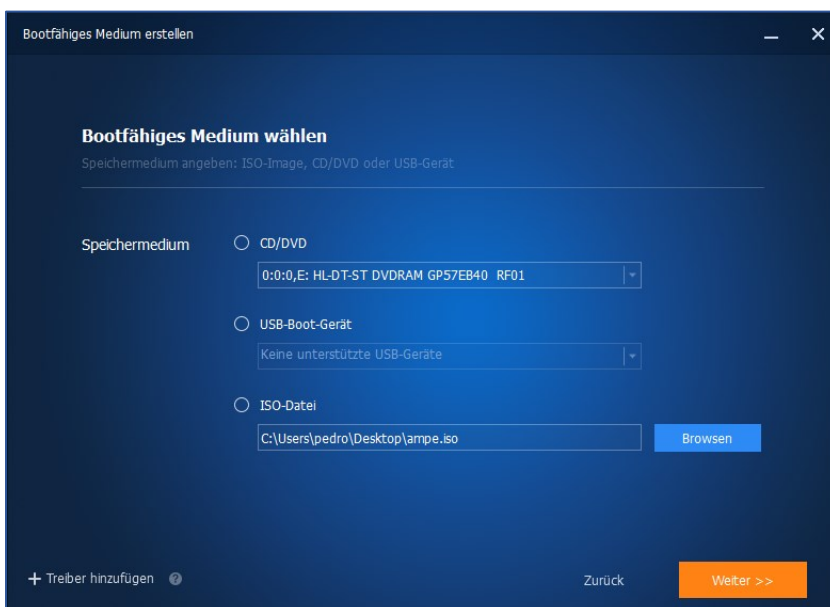 Bootfähiges Medium erstellen
Bootfähiges Medium wählen
Speichermedium angeben: ISO-Image, CD/DVD oder USB-Gerät
Speichermedium
CD/DVD
0:0:0,E: HL-DT-ST DVDRAM GP57EB40 RF01
USB-Boot-Gerät
Keine unterstützte USB-Geräte
ISO-Datei
C:\Users\pedro\Desktop\ampe.iso
Browsen
+ Treiber hinzufügen ?
Zurück
Weiter >>